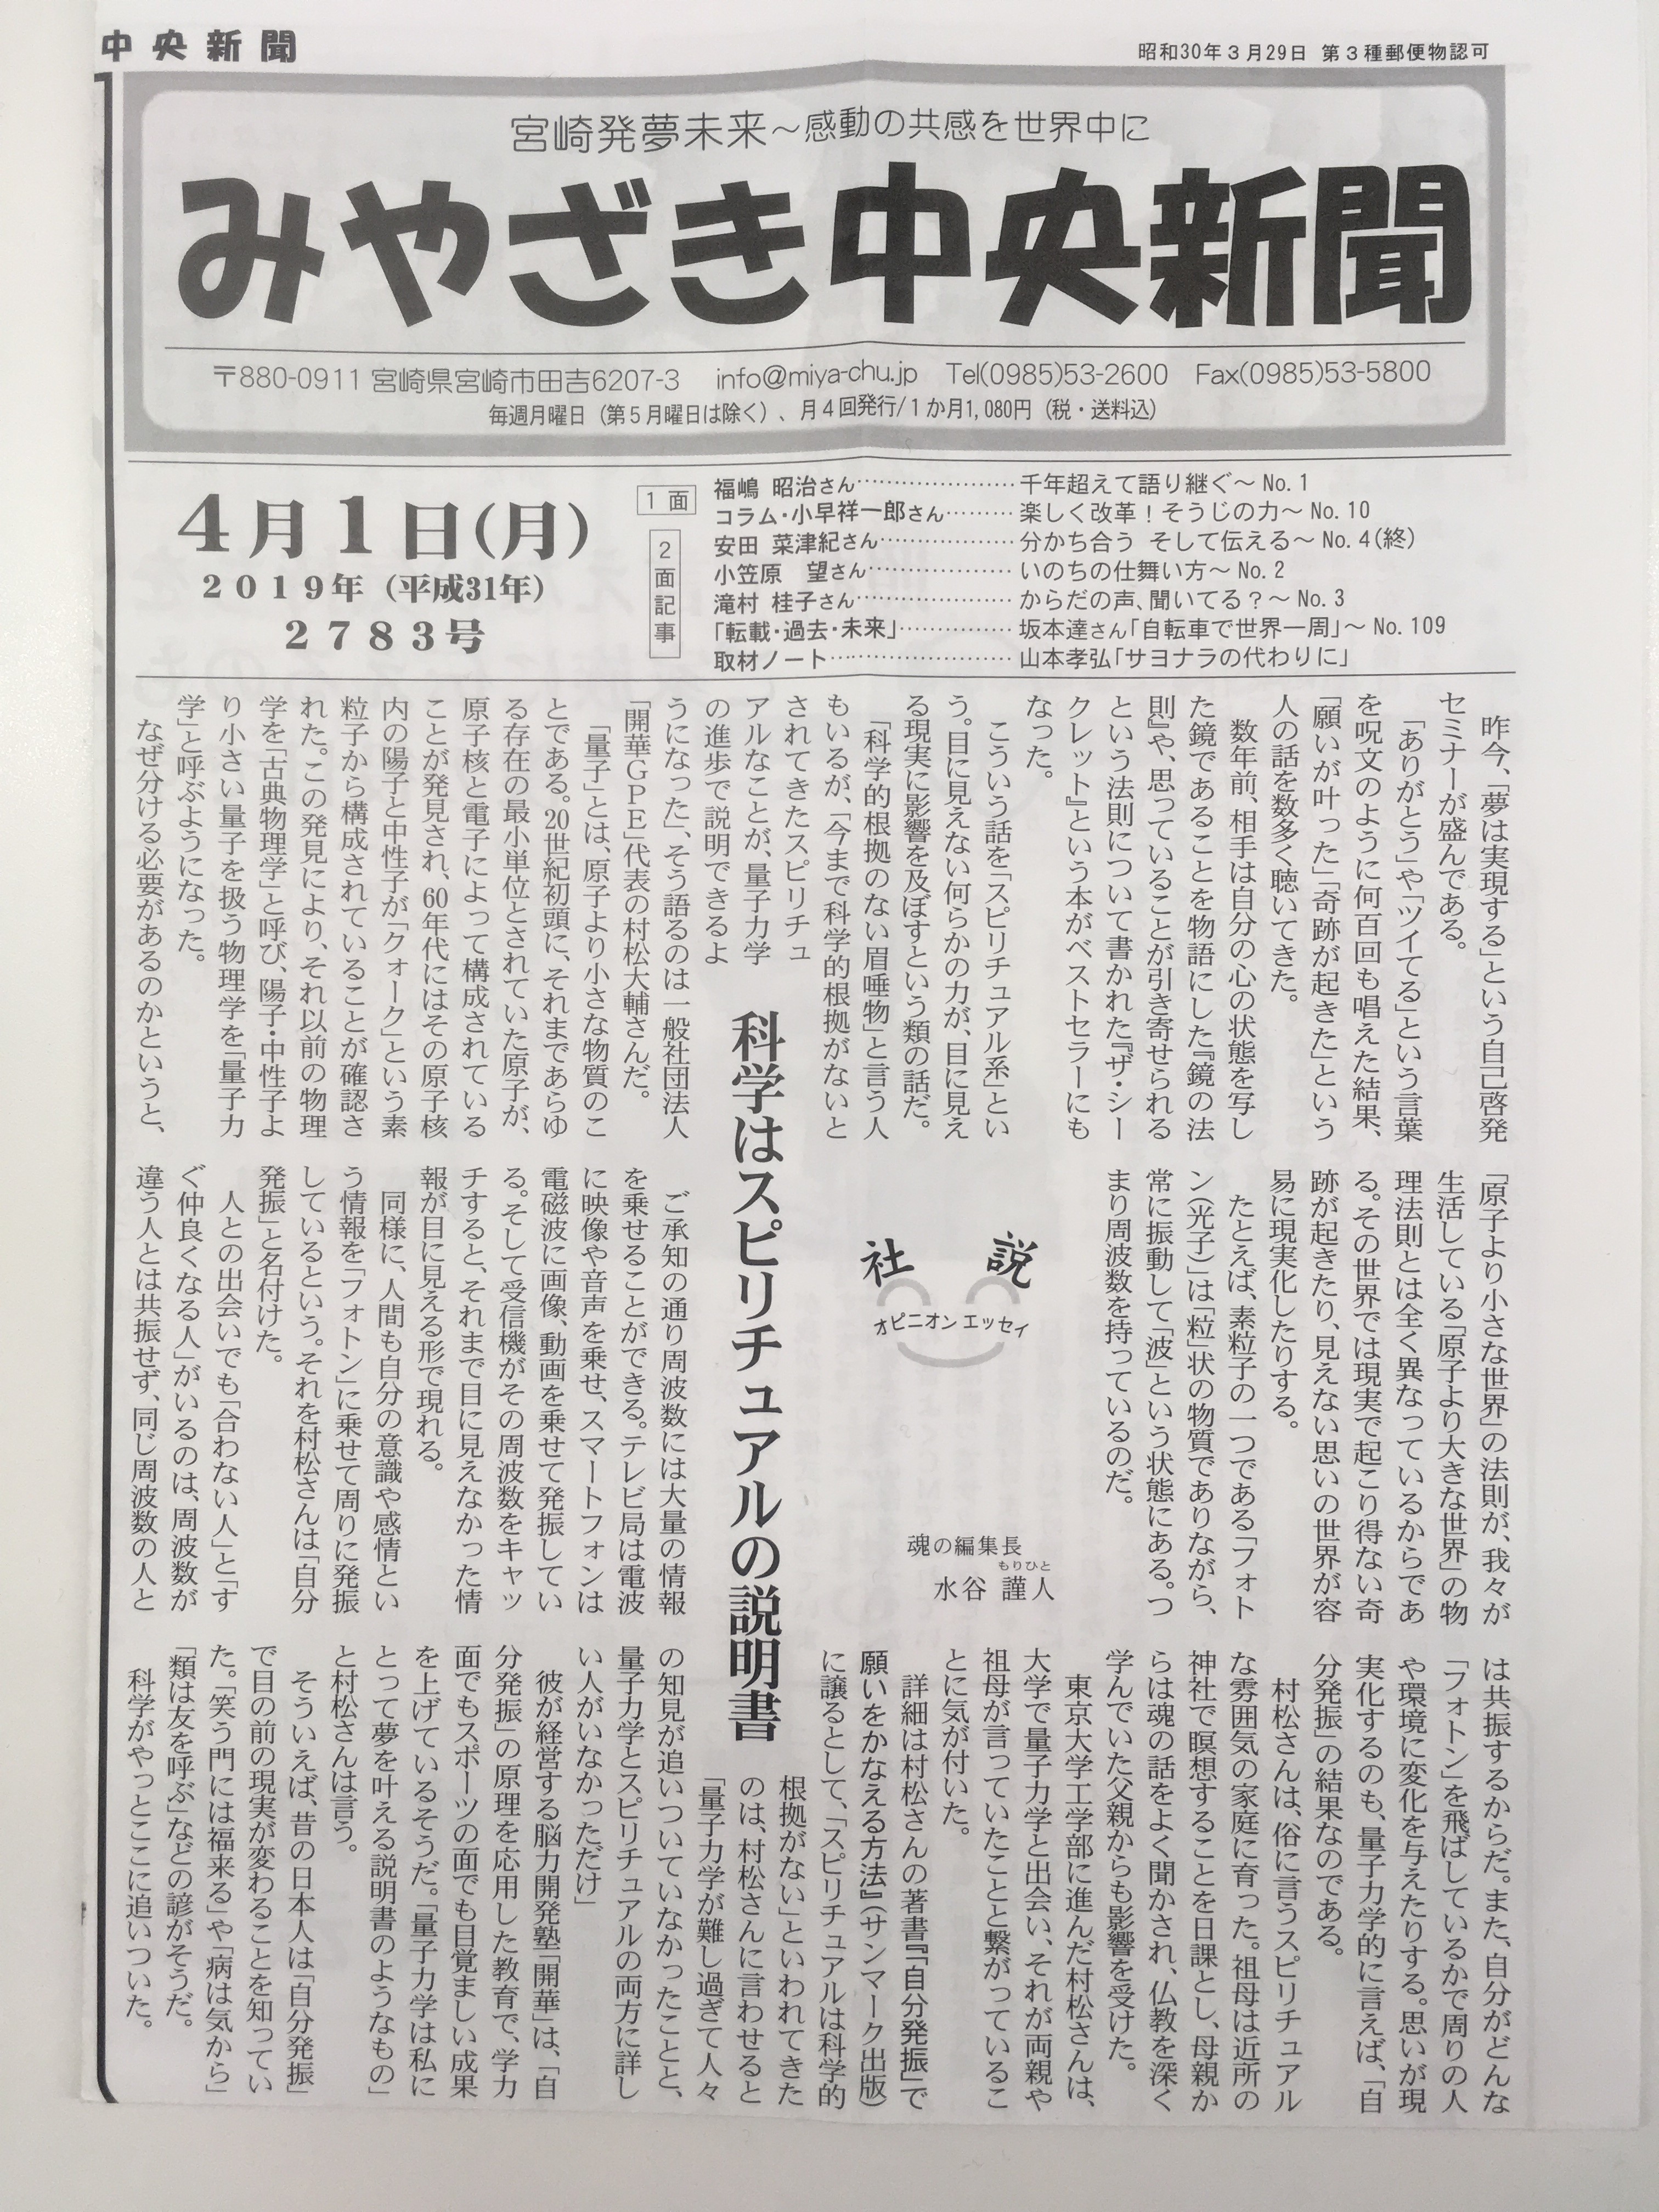 中央新聞
昭和30年3月29日 第3種郵便物認可
宮崎発夢未来～感動の共感を世界中に
みやざき中央新聞
〒880-0911 宮崎県宮崎市田吉6207-3 info@miya-chu.jp Tel(0985)53-2600 Fax(0985)53-5800
毎週月曜日（第5月曜日は除く）、月4回発行/1か月1,080円（税・送料込）
4月1日(月)
2019年（平成31年）
2783号
1面
福嶋 昭治さん…………………千年超えて語り継ぐ～ No.1
コラム・小早祥一郎さん………楽しく改革！そうじの力～ No.10
2面記事
安田 菜津紀さん………………分かち合う そして伝える～ No.4(終)
小笠原 望さん………………いのちの仕舞い方～ No.2
滝村 桂子さん…………………からだの声、聞いてる？～ No.3
「転載・過去・未来」……………坂本達さん「自転車で世界一周」～ No.109
取材ノート……………………山本孝弘「サヨナラの代わりに」
昨今、「夢は実現する」という自己啓発
セミナーが盛んである。
「ありがとう」や「ツイてる」という言葉
を呪文のように何百回も唱えた結果、
「願いが叶った」「奇跡が起きた」という
人の話を数多く聴いてきた。
数年前、相手は自分の心の状態を写し
た鏡であることを物語にした『鏡の法
則』や、思っていることが引き寄せられる
という法則について書かれた『ザ・シー
クレット』という本がベストセラーにも
なった。
こういう話を「スピリチュアル系」とい
う。目に見えない何らかの力が、目に見え
る現実に影響を及ぼすという類の話だ。
「科学的根拠のない眉唾物」と言う人
もいるが、「今まで科学的根拠がないと
されてきたスピリチュ
アルなことが、量子力学
の進歩で説明できるよ
うになった」、そう語るのは一般社団法人
「開華ＧＰＥ」代表の村松大輔さんだ。
「量子」とは、原子より小さな物質のこ
とである。20世紀初頭に、それまであらゆ
る存在の最小単位とされていた原子が、
原子核と電子によって構成されている
ことが発見され、60年代にはその原子核
内の陽子と中性子が「クォーク」という素
粒子から構成されていることが確認さ
れた。この発見により、それ以前の物理
学を「古典物理学」と呼び、陽子・中性子よ
り小さい量子を扱う物理学を「量子力
学」と呼ぶようになった。
なぜ分ける必要があるのかというと、
科学はスピリチュアルの説明書
社説
オピニオンエッセイ
魂の編集長
もりひと
水谷 謹人
「原子より小さな世界」の法則が、我々が
生活している「原子より大きな世界」の物
理法則とは全く異なっているからであ
る。その世界では現実で起こり得ない奇
跡が起きたり、見えない思いの世界が容
易に現実化したりする。
たとえば、素粒子の一つである「フォト
ン（光子）」は「粒」状の物質でありながら、
常に振動して「波」という状態にある。つ
まり周波数を持っているのだ。
ご承知の通り周波数には大量の情報
を乗せることができる。テレビ局は電波
に映像や音声を乗せ、スマートフォンは
電磁波に画像、動画を乗せて発振してい
る。そして受信機がその周波数をキャッ
チすると、それまで目に見えなかった情
報が目に見える形で現れる。
同様に、人間も自分の意識や感情とい
う情報を「フォトン」に乗せて周りに発振
しているという。それを村松さんは「自分
発振」と名付けた。
人との出会いでも「合わない人」と「す
ぐ仲良くなる人」がいるのは、周波数が
違う人とは共振せず、同じ周波数の人と
は共振するからだ。また、自分がどんな
「フォトン」を飛ばしているかで周りの人
や環境に変化を与えたりする。思いが現
実化するのも、量子力学的に言えば、「自
分発振」の結果なのである。
村松さんは、俗に言うスピリチュアル
な雰囲気の家庭に育った。祖母は近所の
神社で瞑想することを日課とし、母親か
らは魂の話をよく聞かされ、仏教を深く
学んでいた父親からも影響を受けた。
東京大学工学部に進んだ村松さんは、
大学で量子力学と出会い、それが両親や
祖母が言っていたことと繋がっているこ
とに気が付いた。
詳細は村松さんの著書『「自分発振」で
願いをかなえる方法』（サンマーク出版）
に譲るとして、「スピリチュアルは科学的
根拠がない」といわれてきた
のは、村松さんに言わせると
「量子力学が難し過ぎて人々
の知見が追いついていなかったことと、
量子力学とスピリチュアルの両方に詳し
い人がいなかっただけ」
彼が経営する脳力開発塾「開華」は、「自
分発振」の原理を応用した教育で、学力
面でもスポーツの面でも目覚ましい成果
を上げているそうだ。「量子力学は私に
とって夢を叶える説明書のようなもの」
と村松さんは言う。
そういえば、昔の日本人は「自分発振」
で目の前の現実が変わることを知ってい
た。「笑う門には福来る」や「病は気から」
「類は友を呼ぶ」などの諺がそうだ。
科学がやっとここに追いついた。